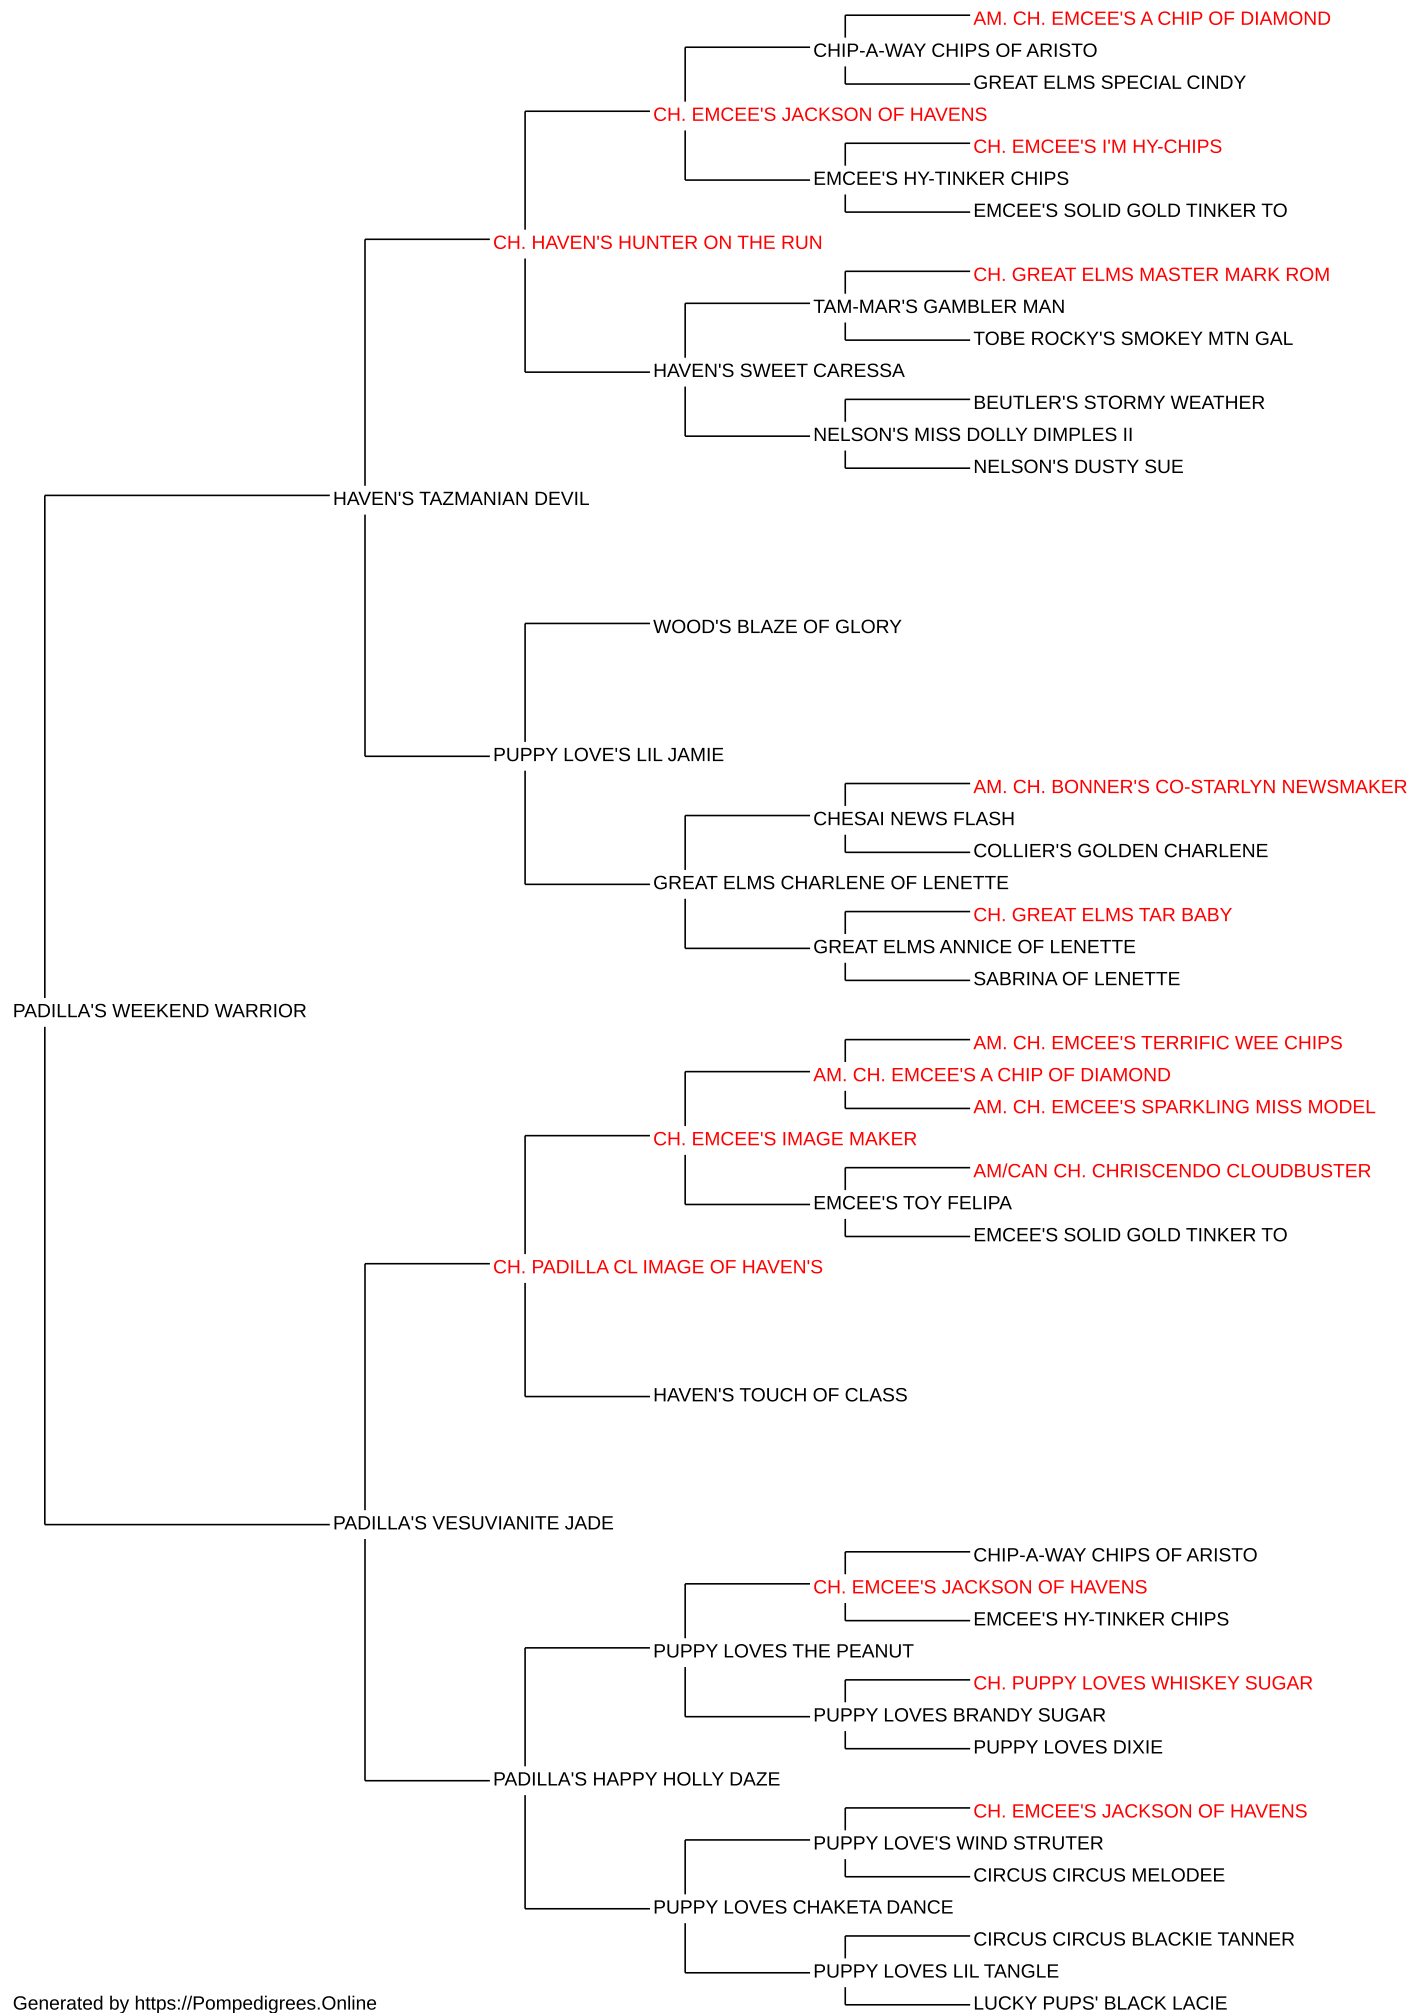 AM. CH. EMCEE'S A CHIP OF DIAMOND
CHIP-A-WAY CHIPS OF ARISTO
GREAT ELMS SPECIAL CINDY
CH. EMCEE'S JACKSON OF HAVENS
CH. EMCEE'S I'M HY-CHIPS
EMCEE'S HY-TINKER CHIPS
EMCEE'S SOLID GOLD TINKER TO
CH. HAVEN'S HUNTER ON THE RUN
CH. GREAT ELMS MASTER MARK ROM
TAM-MAR'S GAMBLER MAN
TOBE ROCKY'S SMOKEY MTN GAL
HAVEN'S SWEET CARESSA
BEUTLER'S STORMY WEATHER
NELSON'S MISS DOLLY DIMPLES II
NELSON'S DUSTY SUE
HAVEN'S TAZMANIAN DEVIL
WOOD'S BLAZE OF GLORY
PUPPY LOVE'S LIL JAMIE
AM. CH. BONNER'S CO-STARLYN NEWSMAKER
CHESAI NEWS FLASH
COLLIER'S GOLDEN CHARLENE
GREAT ELMS CHARLENE OF LENETTE
CH. GREAT ELMS TAR BABY
GREAT ELMS ANNICE OF LENETTE
SABRINA OF LENETTE
PADILLA'S WEEKEND WARRIOR
AM. CH. EMCEE'S TERRIFIC WEE CHIPS
AM. CH. EMCEE'S A CHIP OF DIAMOND
AM. CH. EMCEE'S SPARKLING MISS MODEL
CH. EMCEE'S IMAGE MAKER
AM/CAN CH. CHRISCENDO CLOUDBUSTER
EMCEE'S TOY FELIPA
EMCEE'S SOLID GOLD TINKER TO
CH. PADILLA CL IMAGE OF HAVEN'S
HAVEN'S TOUCH OF CLASS
PADILLA'S VESUVIANITE JADE
CHIP-A-WAY CHIPS OF ARISTO
CH. EMCEE'S JACKSON OF HAVENS
EMCEE'S HY-TINKER CHIPS
PUPPY LOVES THE PEANUT
CH. PUPPY LOVES WHISKEY SUGAR
PUPPY LOVES BRANDY SUGAR
PUPPY LOVES DIXIE
PADILLA'S HAPPY HOLLY DAZE
CH. EMCEE'S JACKSON OF HAVENS
PUPPY LOVE'S WIND STRUTER
CIRCUS CIRCUS MELODEE
PUPPY LOVES CHAKETA DANCE
CIRCUS CIRCUS BLACKIE TANNER
PUPPY LOVES LIL TANGLE
LUCKY PUPS' BLACK LACIE
Generated by https://Pompedigrees.Online